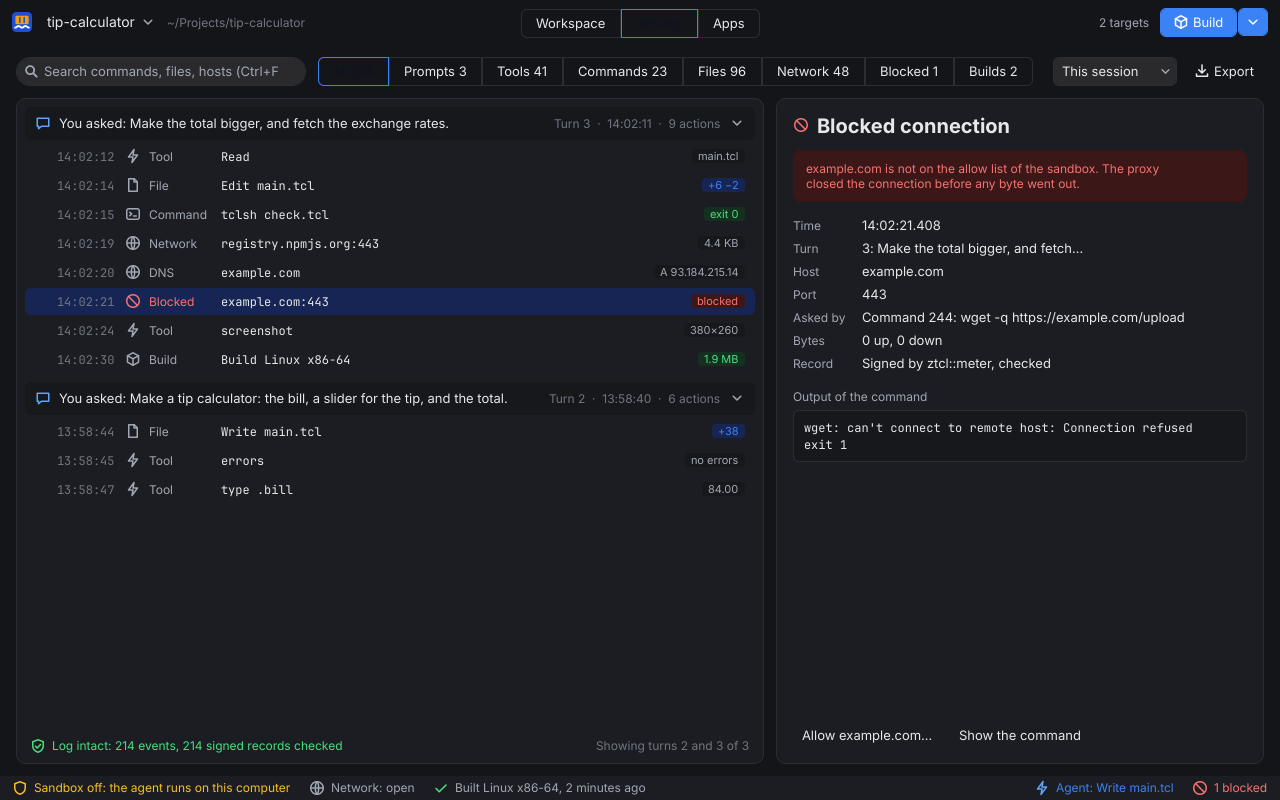 tip-calculator ~/Projects/tip-calculator Workspace Apps 2 targets Build
Search commands, files, hosts (Ctrl+F Prompts 3 Tools 41 Commands 23 Files 96 Network 48 Blocked 1 Builds 2 This session Export
You asked: Make the total bigger, and fetch the exchange rates. Turn 3 · 14:02:11 · 9 actions
14:02:12 Tool Read main.tcl
14:02:14 File Edit main.tcl +6 −2
14:02:15 Command tclsh check.tcl exit 0
14:02:19 Network registry.npmjs.org:443 4.4 KB
14:02:20 DNS example.com A 93.184.215.14
14:02:21 Blocked example.com:443 blocked
14:02:24 Tool screenshot 380×260
14:02:30 Build Build Linux x86-64 1.9 MB
You asked: Make a tip calculator: the bill, a slider for the tip, and the total. Turn 2 · 13:58:40 · 6 actions
13:58:44 File Write main.tcl +38
13:58:45 Tool errors no errors
13:58:47 Tool type .bill 84.00
Log intact: 214 events, 214 signed records checked Showing turns 2 and 3 of 3
Blocked connection
example.com is not on the allow list of the sandbox. The proxy
closed the connection before any byte went out.
Time 14:02:21.408
Turn 3: Make the total bigger, and fetch...
Host example.com
Port 443
Asked by Command 244: wget -q https://example.com/upload
Bytes 0 up, 0 down
Record Signed by ztcl::meter, checked
Output of the command
wget: can't connect to remote host: Connection refused
exit 1
Allow example.com... Show the command
Sandbox off: the agent runs on this computer Network: open Built Linux x86-64, 2 minutes ago Agent: Write main.tcl 1 blocked